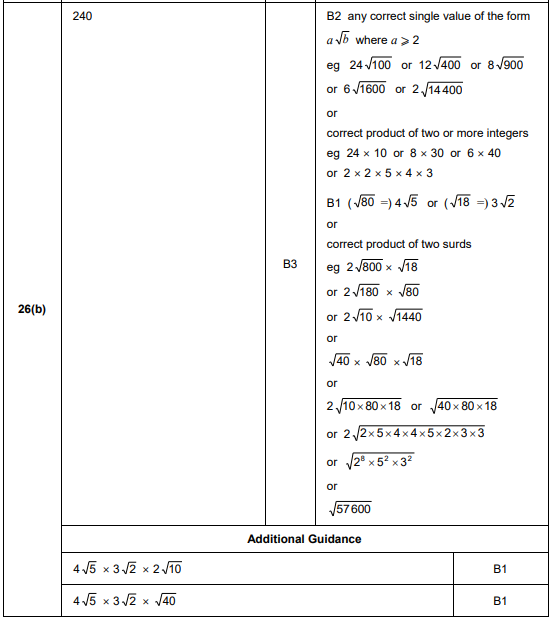 240
B2 any correct single value of the form
a√b where a ⩾ 2
eg 24√100 or 12√400 or 8√900
or 6√1600 or 2√14 400
or
correct product of two or more integers
eg 24 × 10 or 8 × 30 or 6 × 40
or 2 × 2 × 5 × 4 × 3
B1 (√80 =) 4√5 or (√18 =) 3√2
or
correct product of two surds
B3
eg 2√800 × √18
or 2√180 × √80
26(b)
or 2√10 × √1440
or
√40 × √80 × √18
or
2√10 × 80 × 18 or √40 × 80 × 18
or 2√2 × 5 × 4 × 4 × 5 × 2 × 3 × 3
or √2⁸ × 5² × 3²
or
√57 600
Additional Guidance
4√5 × 3√2 × 2√10 B1
4√5 × 3√2 × √40 B1